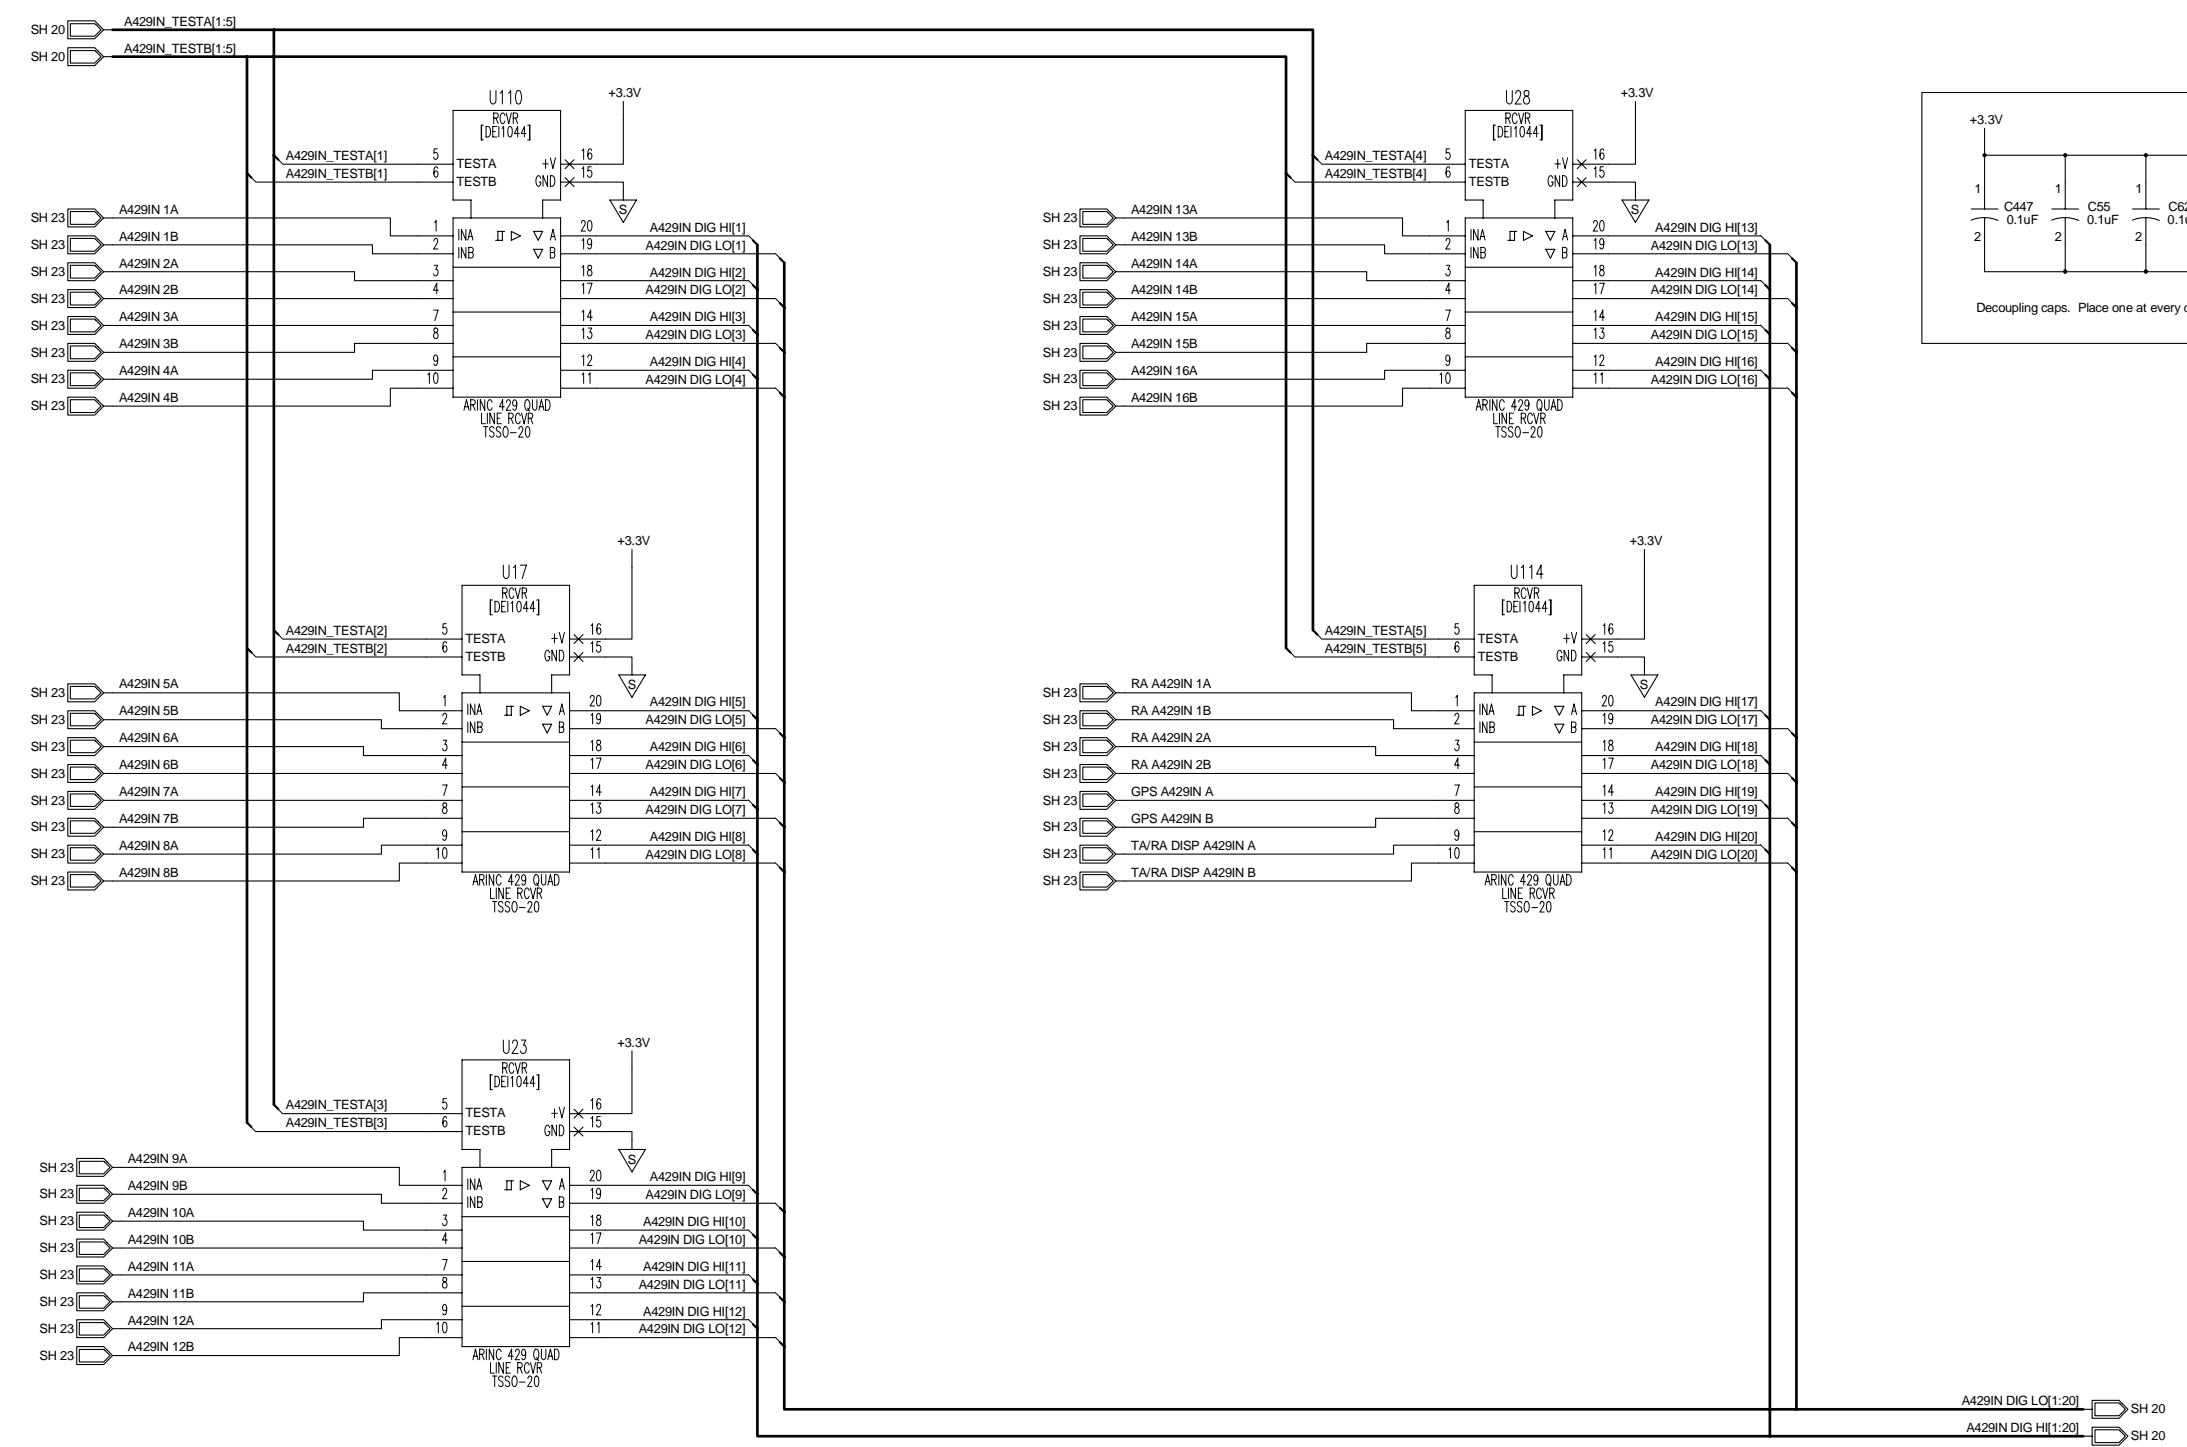 SH 20 A429IN_TESTA[1:5]
SH 20 A429IN_TESTB[1:5]
U110
+3.3V
RCVR
[DEI1044]
A429IN_TESTA[1] 5 TESTA +V 16
A429IN_TESTB[1] 6 TESTB GND 15
S
SH 23 A429IN 1A 1 INA A 20 A429IN DIG HI[1]
SH 23 A429IN 1B 2 INB B 19 A429IN DIG LO[1]
SH 23 A429IN 2A 3 18 A429IN DIG HI[2]
SH 23 A429IN 2B 4 17 A429IN DIG LO[2]
SH 23 A429IN 3A 7 14 A429IN DIG HI[3]
SH 23 A429IN 3B 8 13 A429IN DIG LO[3]
SH 23 A429IN 4A 9 12 A429IN DIG HI[4]
SH 23 A429IN 4B 10 11 A429IN DIG LO[4]
ARINC 429 QUAD
LINE RCVR
TSSO-20
U17
+3.3V
RCVR
[DEI1044]
A429IN_TESTA[2] 5 TESTA +V 16
A429IN_TESTB[2] 6 TESTB GND 15
S
SH 23 A429IN 5A 1 INA A 20 A429IN DIG HI[5]
SH 23 A429IN 5B 2 INB B 19 A429IN DIG LO[5]
SH 23 A429IN 6A 3 18 A429IN DIG HI[6]
SH 23 A429IN 6B 4 17 A429IN DIG LO[6]
SH 23 A429IN 7A 7 14 A429IN DIG HI[7]
SH 23 A429IN 7B 8 13 A429IN DIG LO[7]
SH 23 A429IN 8A 9 12 A429IN DIG HI[8]
SH 23 A429IN 8B 10 11 A429IN DIG LO[8]
ARINC 429 QUAD
LINE RCVR
TSSO-20
U23
+3.3V
RCVR
[DEI1044]
A429IN_TESTA[3] 5 TESTA +V 16
A429IN_TESTB[3] 6 TESTB GND 15
S
SH 23 A429IN 9A 1 INA A 20 A429IN DIG HI[9]
SH 23 A429IN 9B 2 INB B 19 A429IN DIG LO[9]
SH 23 A429IN 10A 3 18 A429IN DIG HI[10]
SH 23 A429IN 10B 4 17 A429IN DIG LO[10]
SH 23 A429IN 11A 7 14 A429IN DIG HI[11]
SH 23 A429IN 11B 8 13 A429IN DIG LO[11]
SH 23 A429IN 12A 9 12 A429IN DIG HI[12]
SH 23 A429IN 12B 10 11 A429IN DIG LO[12]
ARINC 429 QUAD
LINE RCVR
TSSO-20
U28
+3.3V
RCVR
[DEI1044]
A429IN_TESTA[4] 5 TESTA +V 16
A429IN_TESTB[4] 6 TESTB GND 15
S
SH 23 A429IN 13A 1 INA A 20 A429IN DIG HI[13]
SH 23 A429IN 13B 2 INB B 19 A429IN DIG LO[13]
SH 23 A429IN 14A 3 18 A429IN DIG HI[14]
SH 23 A429IN 14B 4 17 A429IN DIG LO[14]
SH 23 A429IN 15A 7 14 A429IN DIG HI[15]
SH 23 A429IN 15B 8 13 A429IN DIG LO[15]
SH 23 A429IN 16A 9 12 A429IN DIG HI[16]
SH 23 A429IN 16B 10 11 A429IN DIG LO[16]
ARINC 429 QUAD
LINE RCVR
TSSO-20
U114
+3.3V
RCVR
[DEI1044]
A429IN_TESTA[5] 5 TESTA +V 16
A429IN_TESTB[5] 6 TESTB GND 15
S
SH 23 RA A429IN 1A 1 INA A 20 A429IN DIG HI[17]
SH 23 RA A429IN 1B 2 INB B 19 A429IN DIG LO[17]
SH 23 RA A429IN 2A 3 18 A429IN DIG HI[18]
SH 23 RA A429IN 2B 4 17 A429IN DIG LO[18]
SH 23 GPS A429IN A 7 14 A429IN DIG HI[19]
SH 23 GPS A429IN B 8 13 A429IN DIG LO[19]
SH 23 TA/RA DISP A429IN A 9 12 A429IN DIG HI[20]
SH 23 TA/RA DISP A429IN B 10 11 A429IN DIG LO[20]
ARINC 429 QUAD
LINE RCVR
TSSO-20
+3.3V
1 1 1
C447 C55
0.1uF 0.1uF
2 2 2
Decoupling caps. Place one at every
A429IN DIG LO[1:20] SH 20
A429IN DIG HI[1:20] SH 20